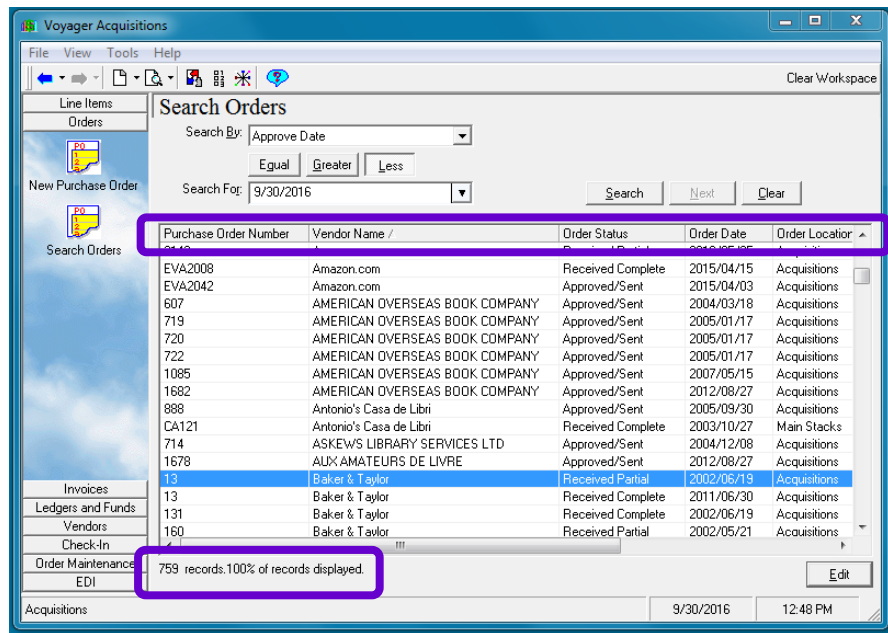 Voyager Acquisitions
File View Tools Help
Clear Workspace
Line Items
Orders
New Purchase Order
Search Orders
Invoices
Ledgers and Funds
Vendors
Check-In
Order Maintenance
EDI
Search Orders
Search By: Approve Date
Equal Greater Less
Search For: 9/30/2016 Search Next Clear
Purchase Order Number Vendor Name / Order Status Order Date Order Location
EVA2008 Amazon.com Received Complete 2015/04/15 Acquisitions
EVA2042 Amazon.com Approved/Sent 2015/04/03 Acquisitions
607 AMERICAN OVERSEAS BOOK COMPANY Approved/Sent 2004/03/18 Acquisitions
719 AMERICAN OVERSEAS BOOK COMPANY Approved/Sent 2005/01/17 Acquisitions
720 AMERICAN OVERSEAS BOOK COMPANY Approved/Sent 2005/01/17 Acquisitions
722 AMERICAN OVERSEAS BOOK COMPANY Approved/Sent 2005/01/17 Acquisitions
1085 AMERICAN OVERSEAS BOOK COMPANY Approved/Sent 2007/05/15 Acquisitions
1682 AMERICAN OVERSEAS BOOK COMPANY Approved/Sent 2012/08/27 Acquisitions
888 Antonio's Casa de Libri Approved/Sent 2005/09/30 Acquisitions
CA121 Antonio's Casa de Libri Received Complete 2003/10/27 Main Stacks
714 ASKEWS LIBRARY SERVICES LTD Approved/Sent 2004/12/08 Acquisitions
1678 AUX AMATEURS DE LIVRE Approved/Sent 2012/08/27 Acquisitions
13 Baker & Taylor Received Partial 2002/06/19 Acquisitions
13 Baker & Taylor Received Complete 2011/06/30 Acquisitions
131 Baker & Taylor Received Complete 2002/06/19 Acquisitions
160 Baker & Taylor Received Partial 2002/05/21 Acquisitions
759 records.100% of records displayed.
Edit
Acquisitions 9/30/2016 12:48 PM